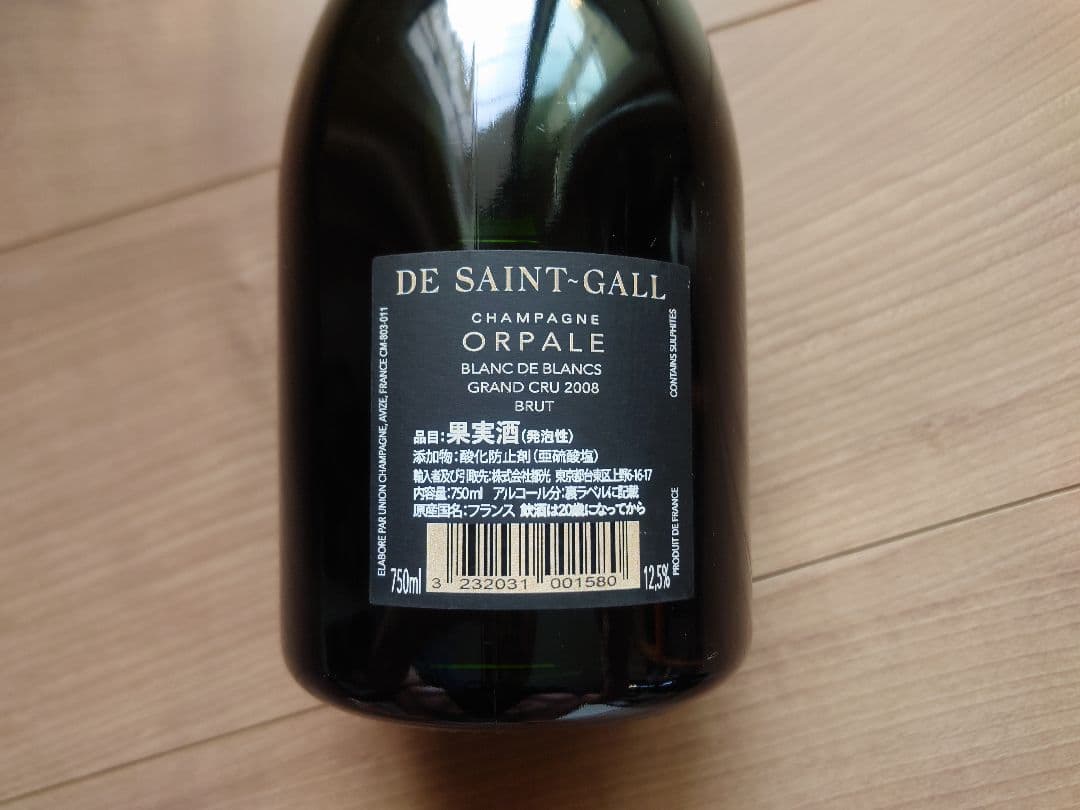 DE SAINT~GALL
CHAMPAGNE
ORPALE
BLANC DE BLANCS
GRAND CRU 2008
BRUT
品目:果実酒(発泡性)
添加物:酸化防止剤(亜硫酸塩)
輸入者及び引取先:株式会社都光 東京都台東区上野6-16-17
内容量:750ml アルコール分:裏ラベルに記載
原産国名:フランス 飲酒は20歳になってから
750ml
3 232031 001580
12,5%
ELABORE PAR UNION CHAMPAGNE, AVIZE, FRANCE CM-803-011
CONTAINS SULPHITES
PRODUIT DE FRANCE